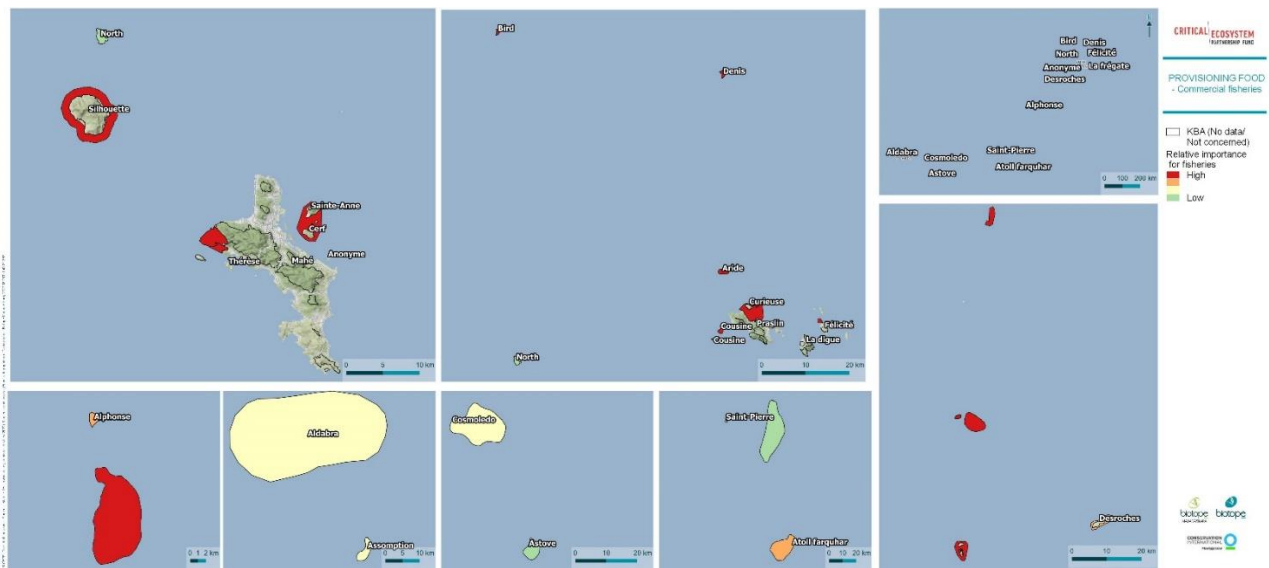 North
Silhouette
Sainte-Anne
Cerf
Anonyme
Thérèse
Mahé
0 5 10 km
Bird
Denis
Aride
Curieuse
Cousine
Praslin
Félicité
Cousine
La digue
North
0 10 20 km
Bird Denis
North Félicité
Anonyme La frégate
Desroches
Alphonse
Aldabra
Cosmoledo
Saint-Pierre
Astove
Atoll farquhar
0 100 200 km
Alphonse
0 1 2 km
Aldabra
Assomption
0 5 10 km
Cosmoledo
Astove
0 10 20 km
Saint-Pierre
Atoll farquhar
0 10 20 km
Désroches
0 10 20 km
CRITICAL ECOSYSTEM
PARTNERSHIP FUND
PROVISIONING FOOD
- Commercial fisheries
KBA (No data/
Not concerned)
Relative importance
for fisheries
High
Low
biotope
biotope
CONSERVATION
INTERNATIONAL